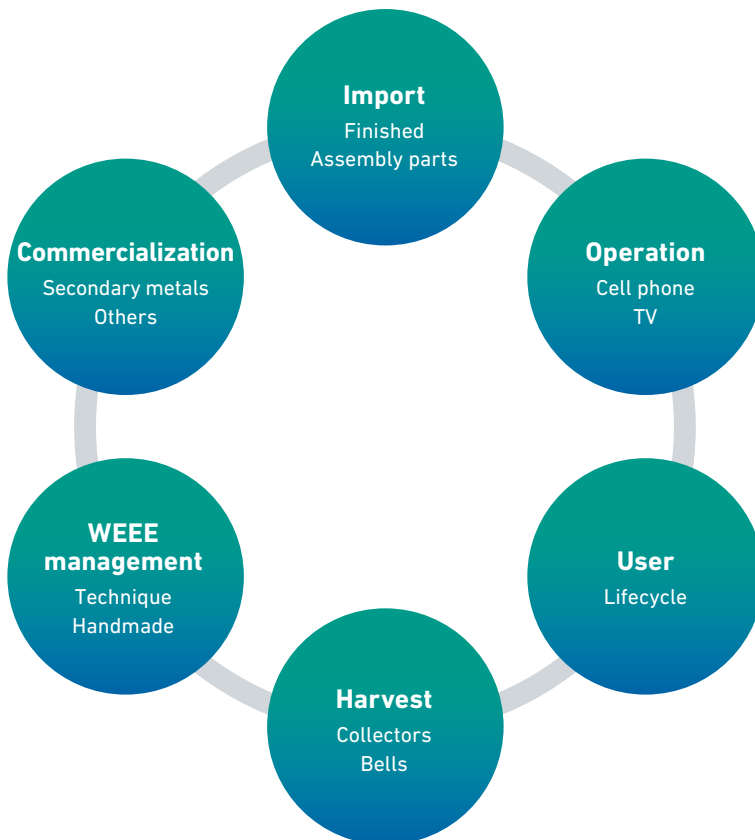 Import
Finished
Assembly parts
Operation
Cell phone
TV
User
Lifecycle
Harvest
Collectors
Bells
WEEE
management
Technique
Handmade
Commercialization
Secondary metals
Others